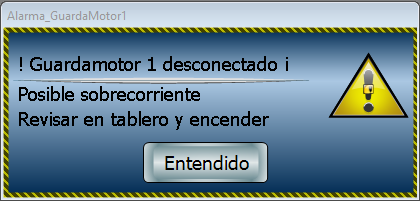 Alarma_GuardaMotor1
! Guardamotor 1 desconectado ¡
Posible sobrecorriente
Revisar en tablero y encender
Entendido